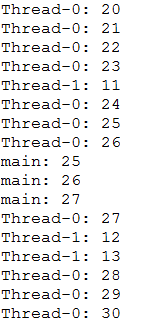 Thread-0: 20
Thread-0: 21
Thread-0: 22
Thread-0: 23
Thread-1: 11
Thread-0: 24
Thread-0: 25
Thread-0: 26
main: 25
main: 26
main: 27
Thread-0: 27
Thread-1: 12
Thread-1: 13
Thread-0: 28
Thread-0: 29
Thread-0: 30